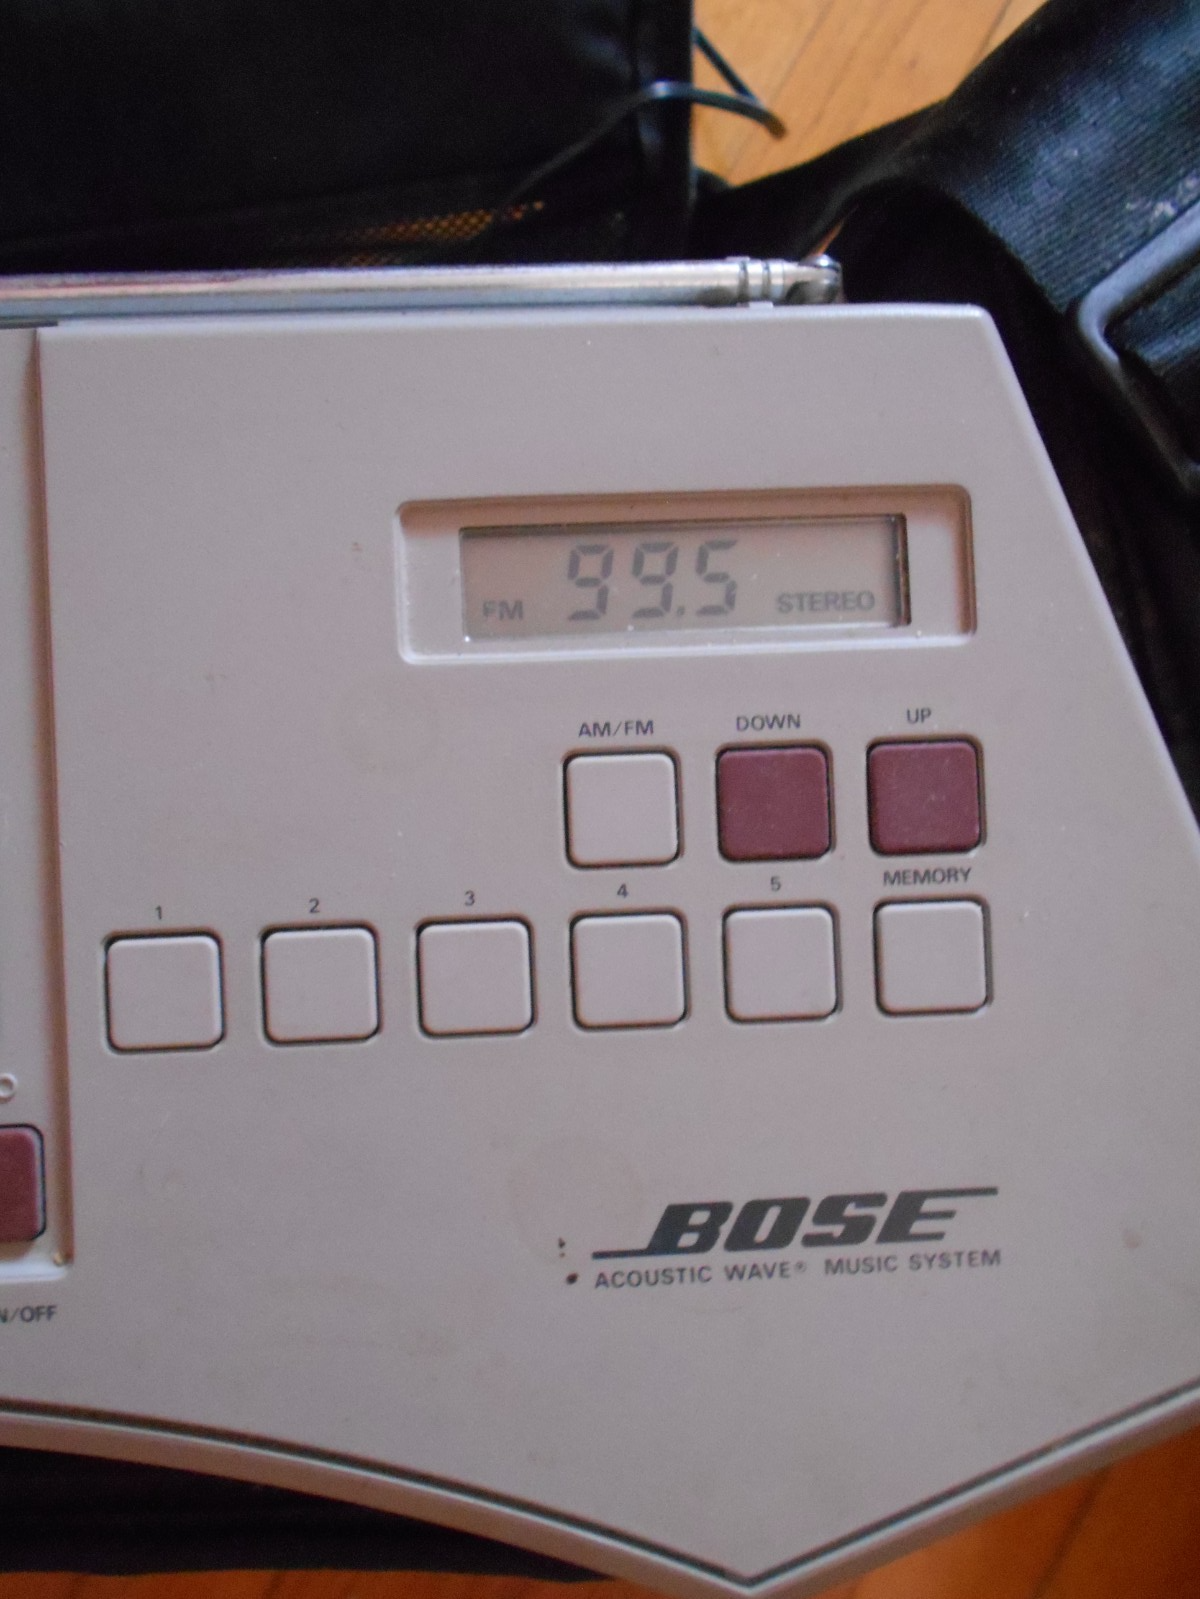 FM 99.5 STEREO
AM/FM DOWN UP
1 2 3 4 5 MEMORY
BOSE
ACOUSTIC WAVE® MUSIC SYSTEM
N/OFF